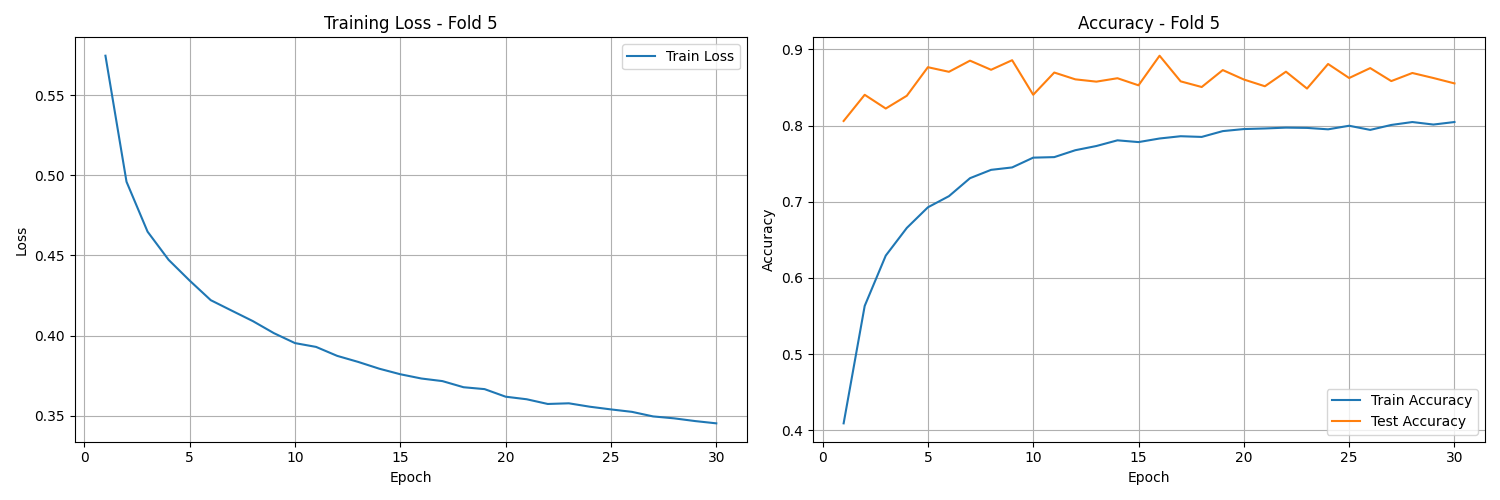 Training Loss - Fold 5
Train Loss
0.55
0.50
0.45
0.40
0.35
Loss
0 5 10 15 20 25 30
Epoch
Accuracy - Fold 5
0.9
0.8
0.7
0.6
0.5
0.4
Accuracy
Train Accuracy
Test Accuracy
0 5 10 15 20 25 30
Epoch